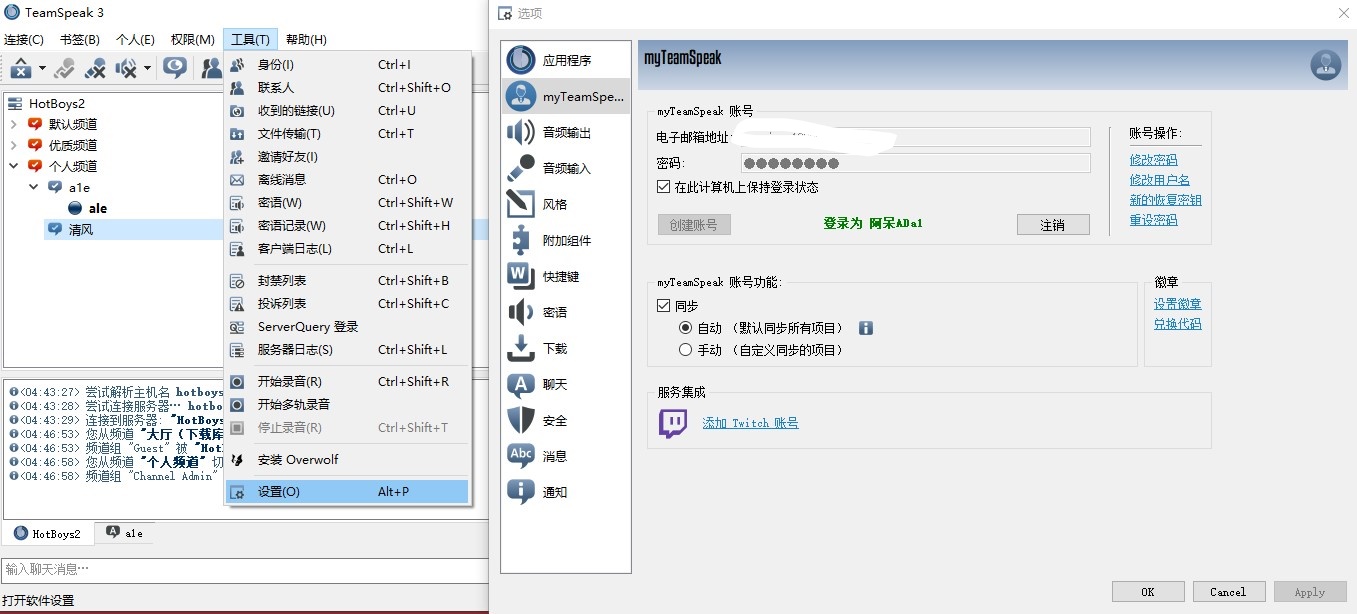 TeamSpeak 3
连接(C) 书签(B) 个人(E) 权限(M) 工具(T) 帮助(H)
HotBoys2
默认频道
优质频道
个人频道
a1e
ale
清风
身份(I) Ctrl+I
联系人 Ctrl+Shift+O
收到的链接(U) Ctrl+U
文件传输(T) Ctrl+T
邀请好友(I)
离线消息 Ctrl+O
密语(W) Ctrl+Shift+W
密语记录(W) Ctrl+Shift+H
客户端日志(L) Ctrl+L
封禁列表 Ctrl+Shift+B
投诉列表 Ctrl+Shift+C
ServerQuery 登录
服务器日志(S) Ctrl+Shift+L
开始录音(R) Ctrl+Shift+R
开始多轨录音
停止录音(R) Ctrl+Shift+T
安装 Overwolf
设置(O) Alt+P
<04:43:27> 尝试解析主机名 hotboys
<04:43:28> 尝试连接服务器… hotbo
<04:43:29> 连接到服务器: "HotBoys
<04:46:53> 您从频道 "大厅（下载库
<04:46:53> 频道组 "Guest" 被 "Hot
<04:46:58> 您从频道 "个人频道" 切
<04:46:58> 频道组 "Channel Admin"
HotBoys2 ale
输入聊天消息…
打开软件设置
选项
应用程序
myTeamSpe...
音频输出
音频输入
风格
附加组件
快捷键
密语
下载
聊天
安全
消息
通知
myTeamSpeak
myTeamSpeak 账号
电子邮箱地址:
密码: ●●●●●●●●
在此计算机上保持登录状态
创建账号 登录为 阿呆ADa1 注销
账号操作:
修改密码
修改用户名
新的恢复密钥
重设密码
myTeamSpeak 账号功能:
同步
自动 （默认同步所有项目）
手动 （自定义同步的项目）
徽章
设置徽章
兑换代码
服务集成
添加 Twitch 账号
OK Cancel Apply